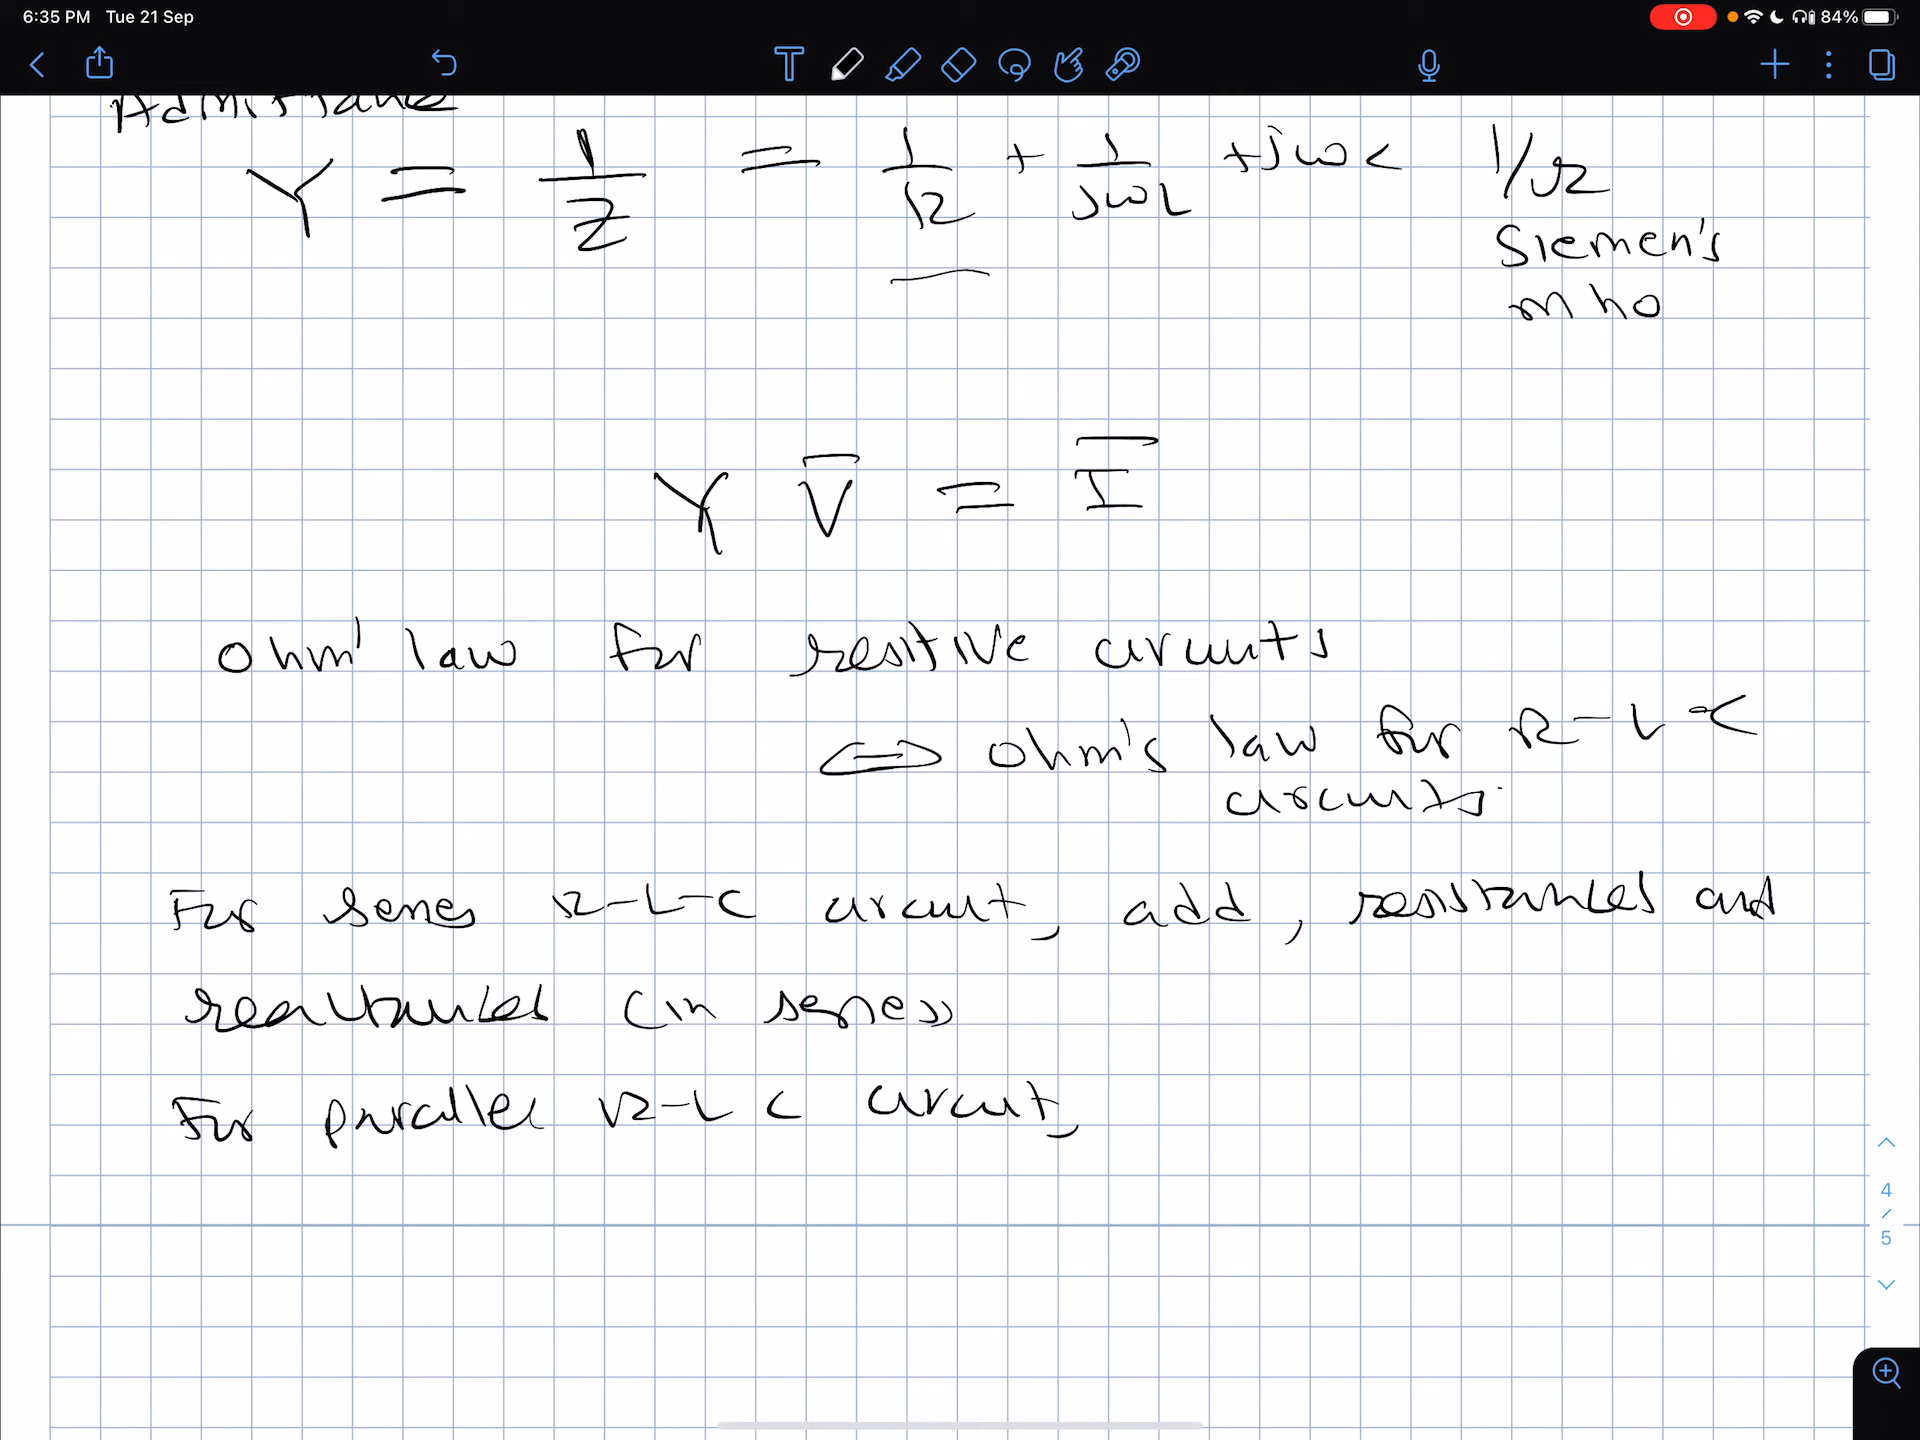 6:35 PM Tue 21 Sep
84%
Admittance
Y = 1/Z = 1/R + 1/jωL + jωC 1/Ω
Siemen's
mho
Y V̅ = I̅
ohm' law for resitive circuits
⇔ ohm's law for R-L-C
circuits.
For series R-L-C circuit, add, resistances and
reactances (in series)
For parallel R-L C circuit,
4
/
5